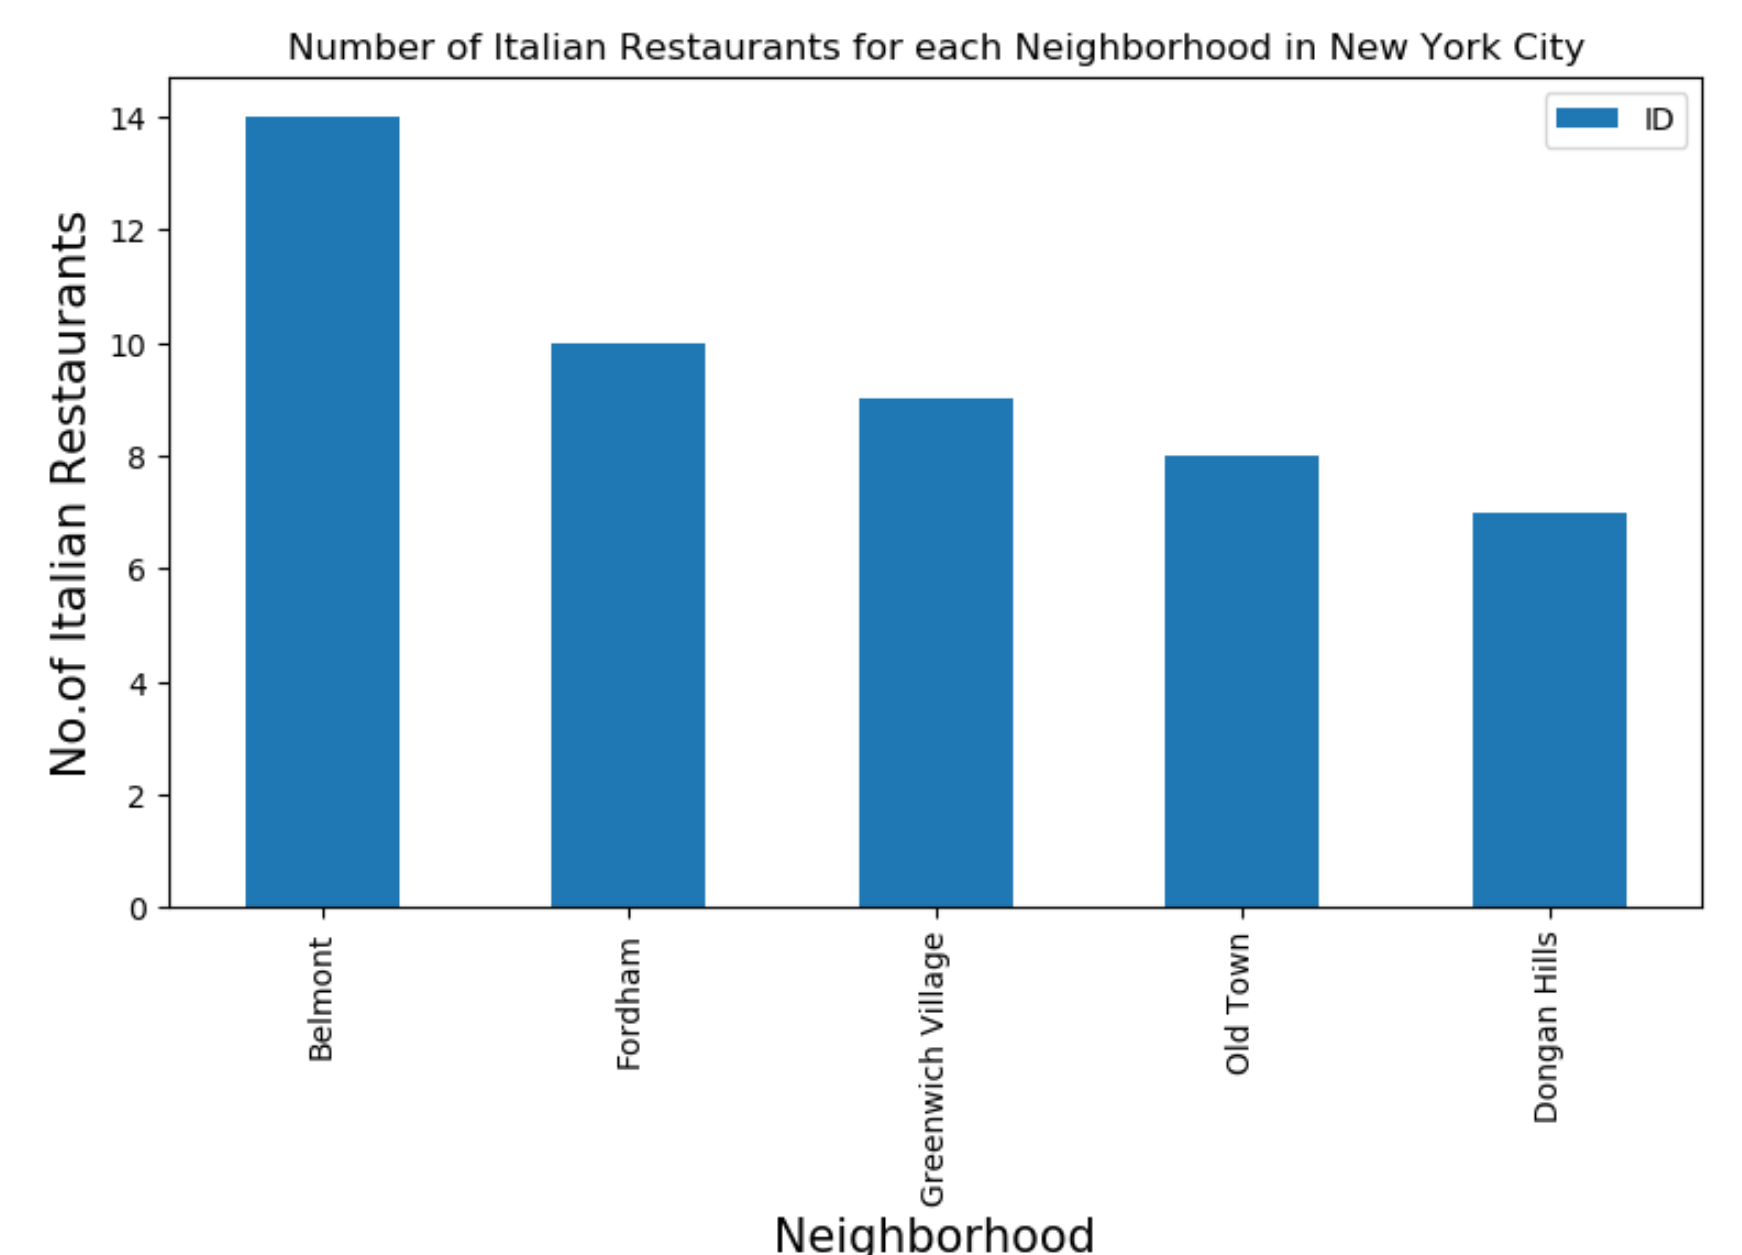 Number of Italian Restaurants for each Neighborhood in New York City
ID
No.of Italian Restaurants
14
12
10
8
6
4
2
0
Belmont
Fordham
Greenwich Village
Old Town
Dongan Hills
Neighborhood